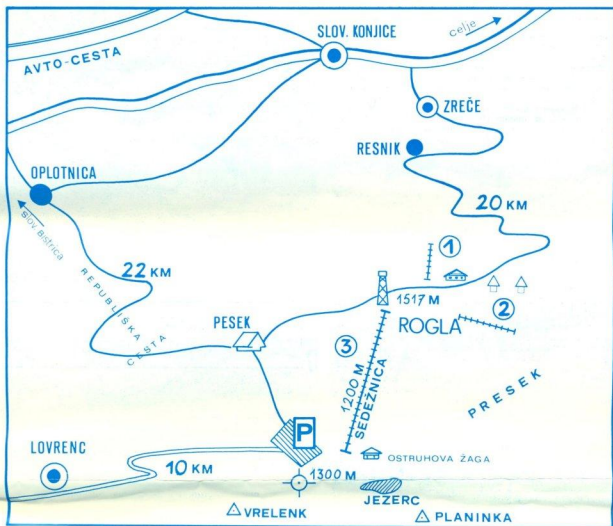 SLOV. KONJICE
Celje
AVTO-CESTA
ZREČE
RESNIK
OPLOTNICA
20 KM
Slov. Bistrica
REPUBLIŠKA
CESTA
22 KM
1
1517 M
2
PESEK
ROGLA
3
1200 M
SEDEŽNICA
PRESEK
P
LOVRENC
OSTRUHOVA ŽAGA
10 KM
1300 M
JEZERC
VRELENK
PLANINKA